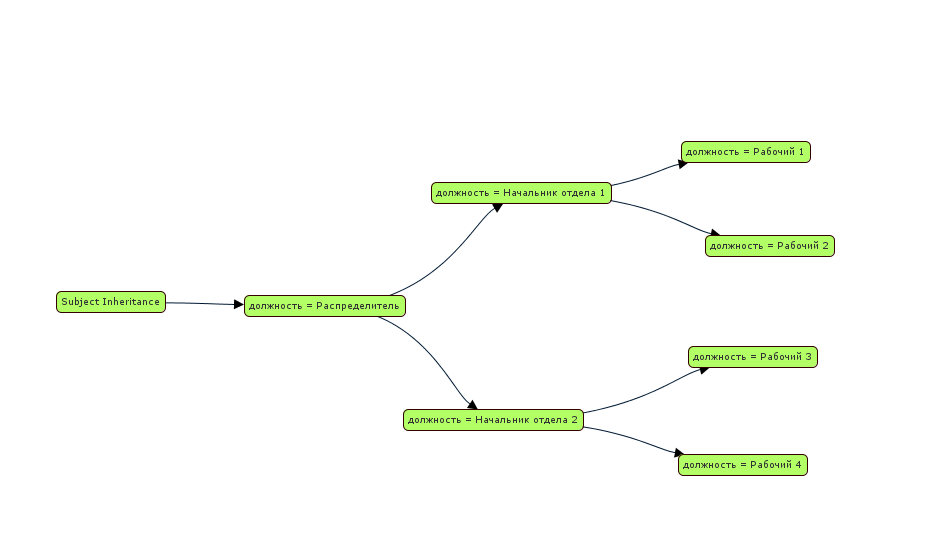 Subject Inheritance
должность = Распределитель
должность = Начальник отдела 1
должность = Рабочий 1
должность = Рабочий 2
должность = Начальник отдела 2
должность = Рабочий 3
должность = Рабочий 4